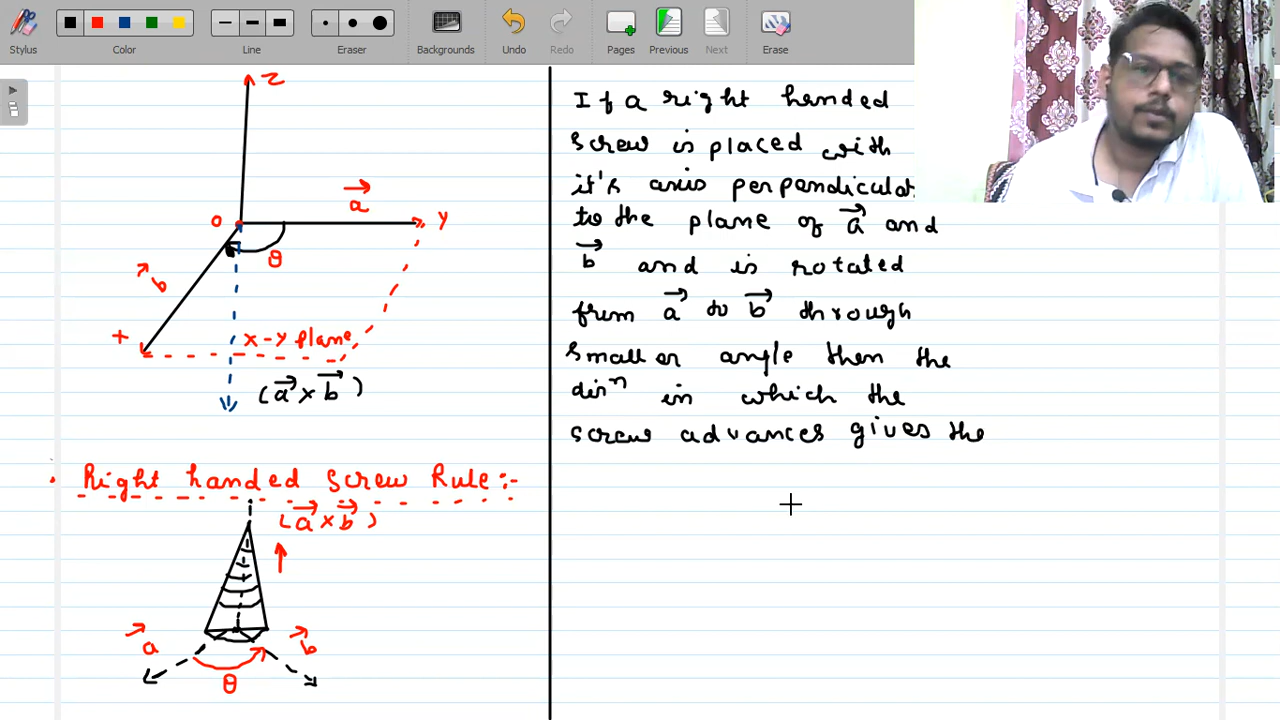 Stylus
Color
Line
Eraser
Backgrounds
Undo
Redo
Pages
Previous
Next
Erase
Z
a
O
Y
θ
b
x-y plane
(a × b)
Right handed Screw Rule :-
(a × b)
a
b
θ
If a right handed
screw is placed with
it's axis perpendicular
to the plane of a and
b and is rotated
from a to b through
smaller angle then the
dirⁿ in which the
screw advances gives the